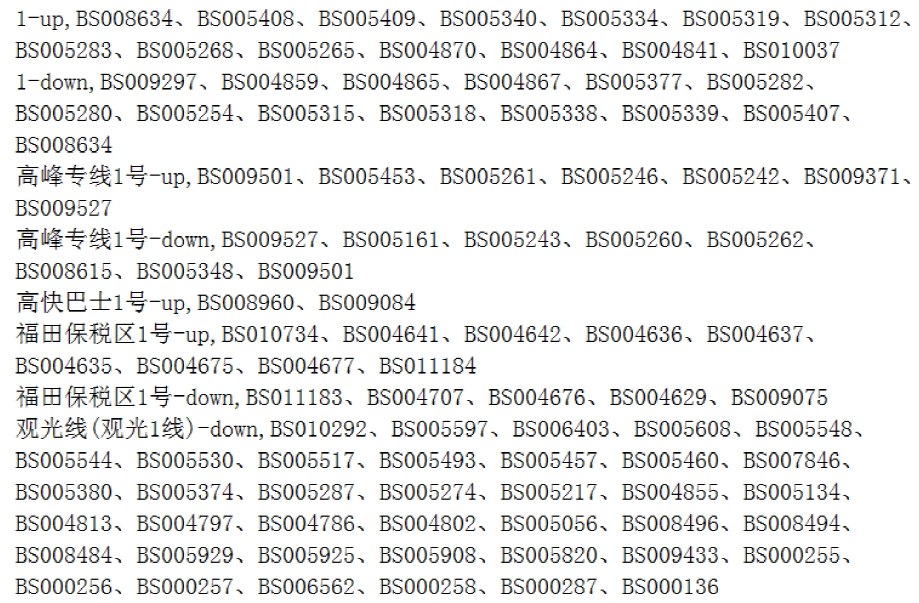 1-up,BS008634、BS005408、BS005409、BS005340、BS005334、BS005319、BS005312、
BS005283、BS005268、BS005265、BS004870、BS004864、BS004841、BS010037
1-down,BS009297、BS004859、BS004865、BS004867、BS005377、BS005282、
BS005280、BS005254、BS005315、BS005318、BS005338、BS005339、BS005407、
BS008634
高峰专线1号-up,BS009501、BS005453、BS005261、BS005246、BS005242、BS009371、
BS009527
高峰专线1号-down,BS009527、BS005161、BS005243、BS005260、BS005262、
BS008615、BS005348、BS009501
高快巴士1号-up,BS008960、BS009084
福田保税区1号-up,BS010734、BS004641、BS004642、BS004636、BS004637、
BS004635、BS004675、BS004677、BS011184
福田保税区1号-down,BS011183、BS004707、BS004676、BS004629、BS009075
观光线(观光1线)-down,BS010292、BS005597、BS006403、BS005608、BS005548、
BS005544、BS005530、BS005517、BS005493、BS005457、BS005460、BS007846、
BS005380、BS005374、BS005287、BS005274、BS005217、BS004855、BS005134、
BS004813、BS004797、BS004786、BS004802、BS005056、BS008496、BS008494、
BS008484、BS005929、BS005925、BS005908、BS005820、BS009433、BS000255、
BS000256、BS000257、BS006562、BS000258、BS000287、BS000136